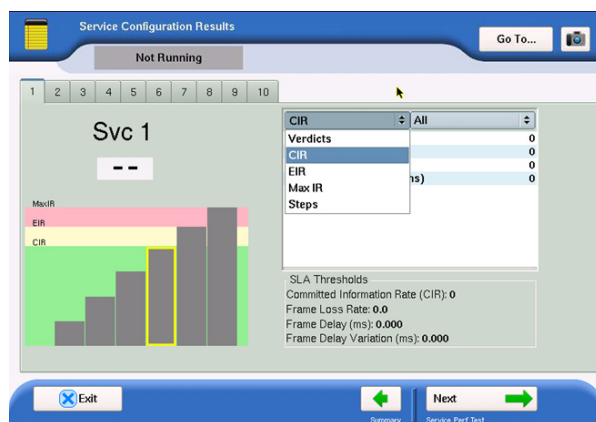 Service Configuration Results
Go To...
Not Running
1 2 3 4 5 6 7 8 9 10
Svc 1
--
MaxIR
EIR
CIR
CIR All
Verdicts 0
CIR 0
EIR 0
Max IR ns) 0
Steps
SLA Thresholds
Committed Information Rate (CIR): 0
Frame Loss Rate: 0.0
Frame Delay (ms): 0.000
Frame Delay Variation (ms): 0.000
Exit
Next
Summary
Service Perf Test